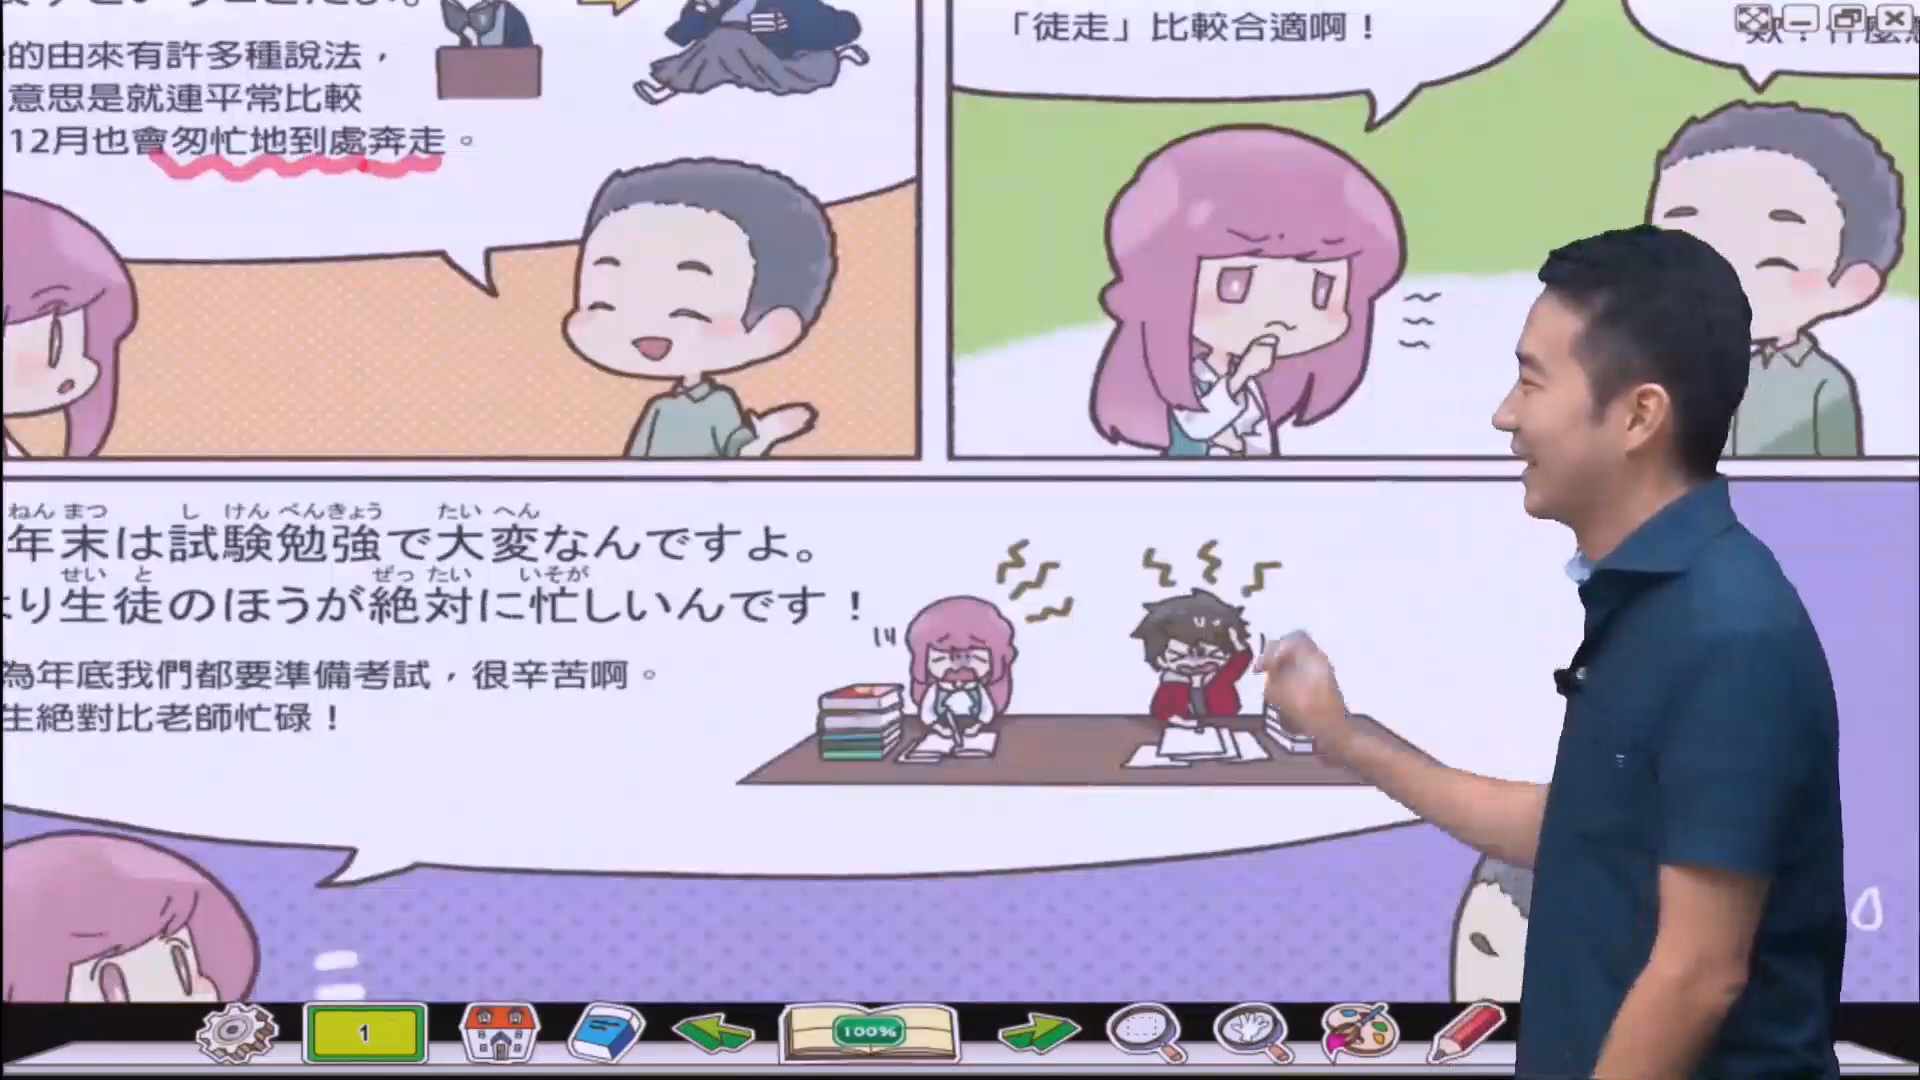 的由來有許多種說法，
意思是就連平常比較
12月也會匆忙地到處奔走。
「徒走」比較合適啊！
ねん まつ し けん べんきょう たい へん
年末は試験勉強で大変なんですよ。
せい と ぜっ たい いそが
より生徒のほうが絶対に忙しいんです！
為年底我們都要準備考試，很辛苦啊。
生絕對比老師忙碌！
1
100%